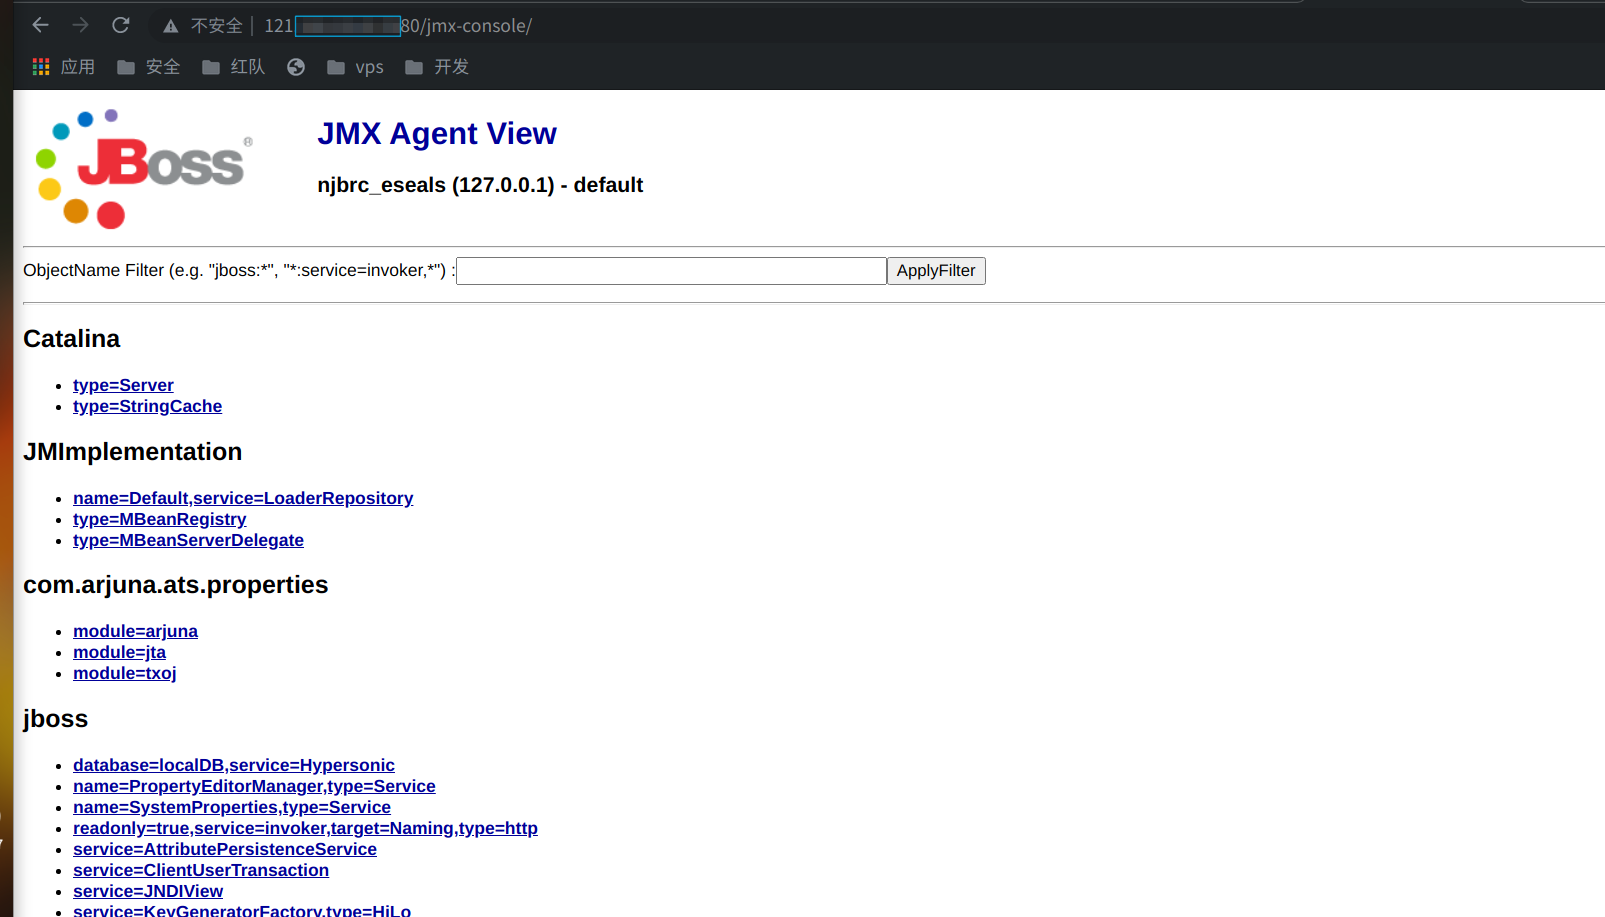 不安全 | 121 80/jmx-console/
应用 安全 红队 vps 开发
JBoss ®
JMX Agent View
njbrc_eseals (127.0.0.1) - default
ObjectName Filter (e.g. "jboss:*", "*:service=invoker,*") : ApplyFilter
Catalina
type=Server
type=StringCache
JMImplementation
name=Default,service=LoaderRepository
type=MBeanRegistry
type=MBeanServerDelegate
com.arjuna.ats.properties
module=arjuna
module=jta
module=txoj
jboss
database=localDB,service=Hypersonic
name=PropertyEditorManager,type=Service
name=SystemProperties,type=Service
readonly=true,service=invoker,target=Naming,type=http
service=AttributePersistenceService
service=ClientUserTransaction
service=JNDIView
service=KeyGeneratorFactory,type=HiLo